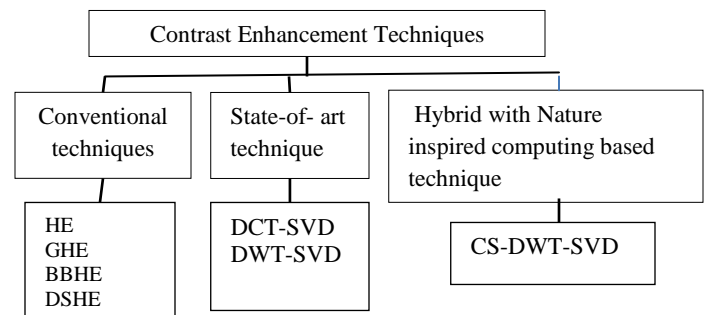 Contrast Enhancement Techniques
Conventional
techniques
State-of- art
technique
Hybrid with Nature
inspired computing based
technique
HE
GHE
BBHE
DSHE
DCT-SVD
DWT-SVD
CS-DWT-SVD